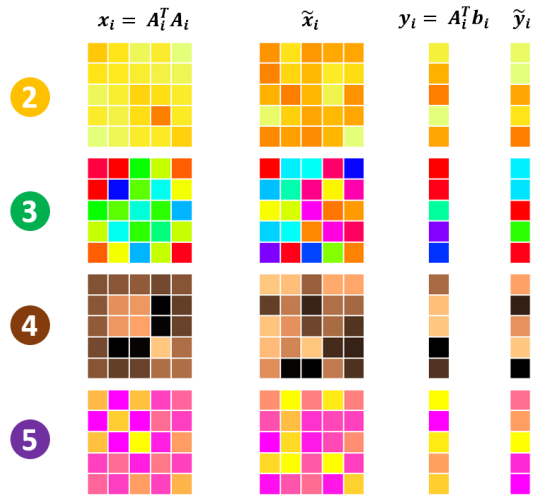 x_i = A_i^T A_i   x̃_i   y_i = A_i^T b_i   ỹ_i
2
3
4
5